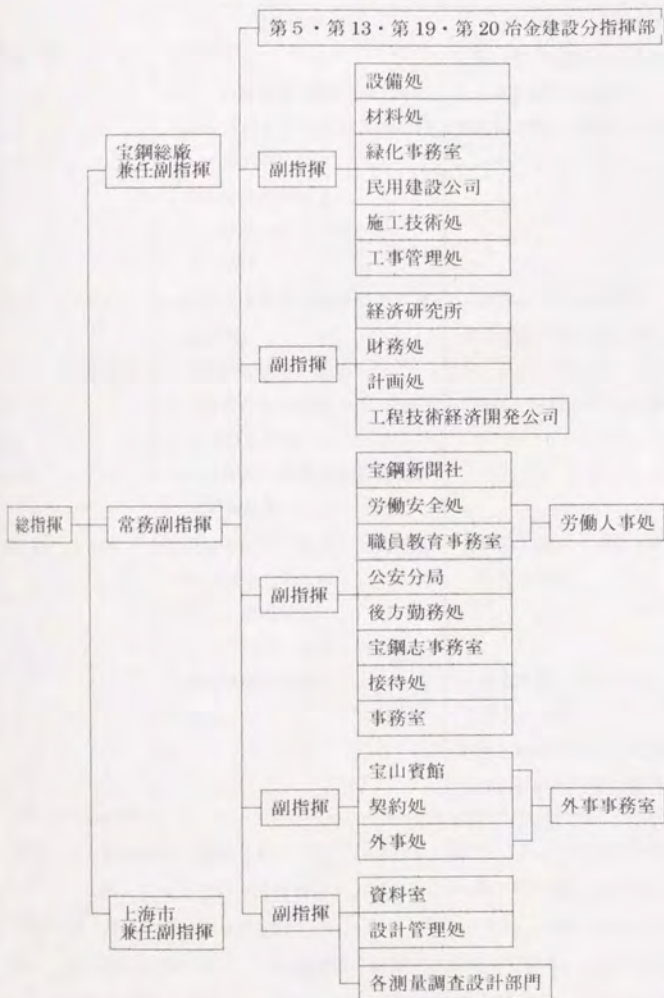 第5・第13・第19・第20冶金建設分指揮部
設備処
材料処
緑化事務室
民用建設公司
施工技術処
工事管理処
宝鋼総廠
兼任副指揮
副指揮
経済研究所
財務処
計画処
工程技術経済開発公司
副指揮
宝鋼新聞社
労働安全処
職員教育事務室
公安分局
後方勤務処
宝鋼志事務室
接待処
事務室
労働人事処
総指揮
常務副指揮
副指揮
宝山賓館
契約処
外事処
外事事務室
副指揮
資料室
設計管理処
各測量調査設計部門
副指揮
上海市
兼任副指揮